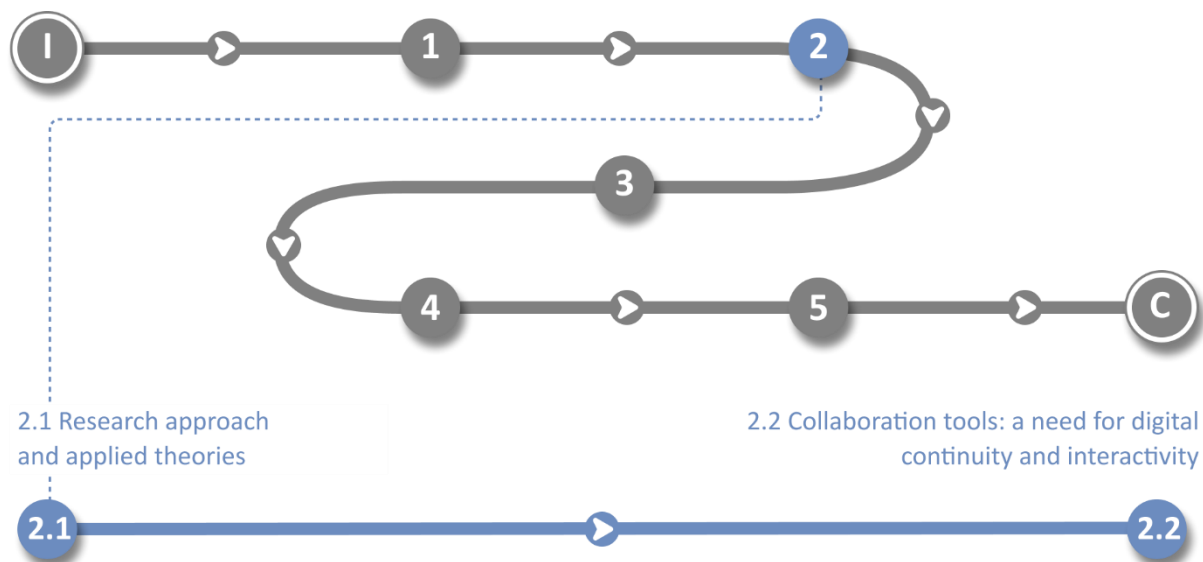 I
1
2
3
4
5
C
2.1 Research approach
and applied theories
2.2 Collaboration tools: a need for digital
continuity and interactivity
2.1
2.2